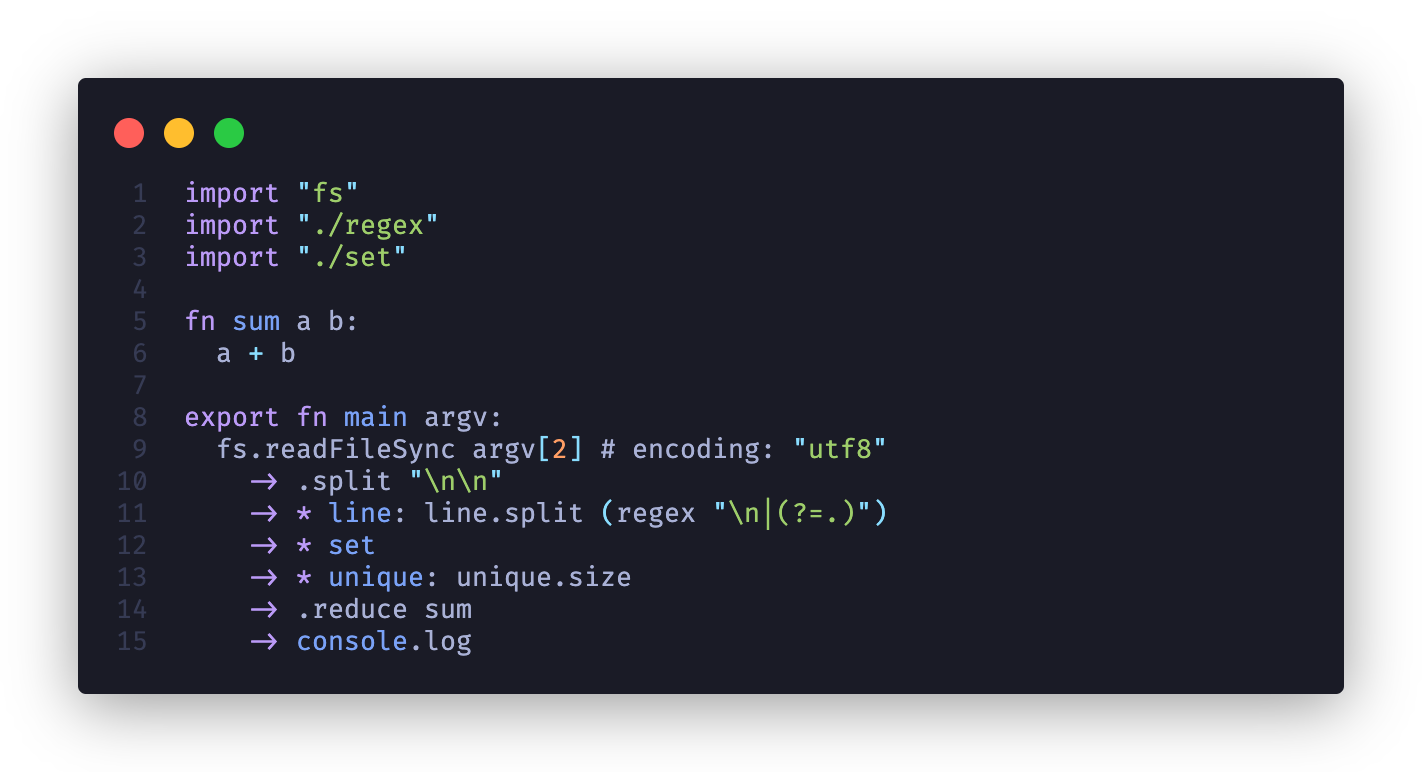 1 import "fs"
2 import "./regex"
3 import "./set"
4
5 fn sum a b:
6   a + b
7
8 export fn main argv:
9   fs.readFileSync argv[2] # encoding: "utf8"
10     -> .split "\n\n"
11     -> * line: line.split (regex "\n|(?=.)")
12     -> * set
13     -> * unique: unique.size
14     -> .reduce sum
15     -> console.log